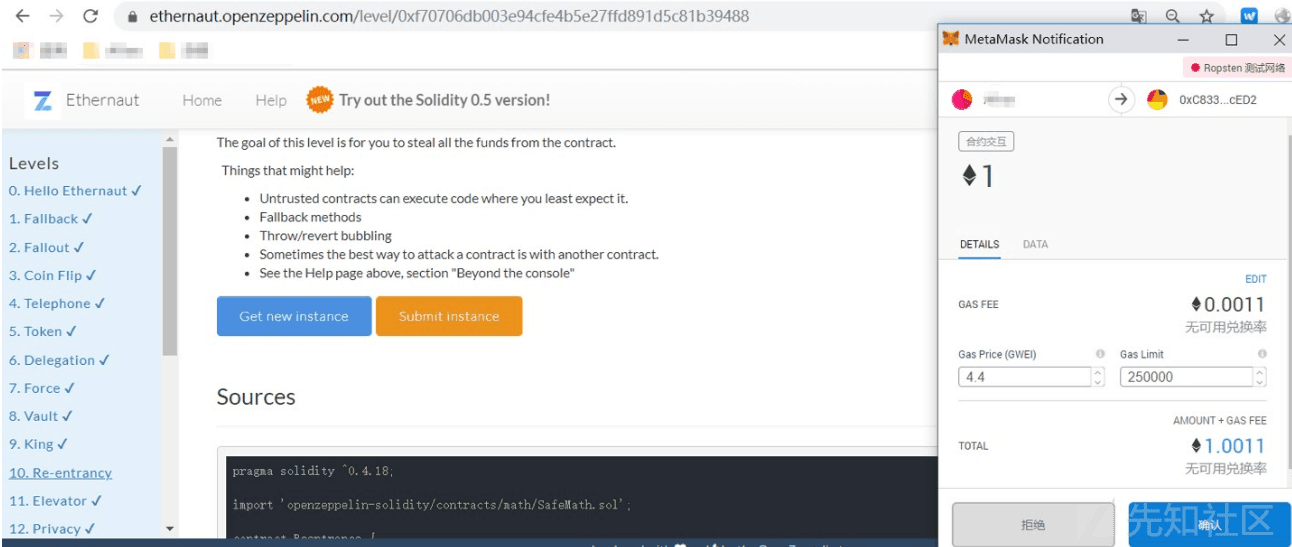 ethernaut.openzeppelin.com/level/0xf70706db003e94cfe4b5e27ffd891d5c81b39488
Ethernaut Home Help NEW Try out the Solidity 0.5 version!
Levels
0. Hello Ethernaut ✓
1. Fallback ✓
2. Fallout ✓
3. Coin Flip ✓
4. Telephone ✓
5. Token ✓
6. Delegation ✓
7. Force ✓
8. Vault ✓
9. King ✓
10. Re-entrancy
11. Elevator ✓
12. Privacy ✓
The goal of this level is for you to steal all the funds from the contract.
Things that might help:
• Untrusted contracts can execute code where you least expect it.
• Fallback methods
• Throw/revert bubbling
• Sometimes the best way to attack a contract is with another contract.
• See the Help page above, section "Beyond the console"
Get new instance Submit instance
Sources
pragma solidity ^0.4.18;
import 'openzeppelin-solidity/contracts/math/SafeMath.sol';
MetaMask Notification
Ropsten 测试网络
0xC833...cED2
合约交互
1
DETAILS DATA
EDIT
GAS FEE 0.0011
无可用兑换率
Gas Price (GWEI) Gas Limit
4.4 250000
AMOUNT + GAS FEE
TOTAL 1.0011
无可用兑换率
拒绝 确认
先知社区